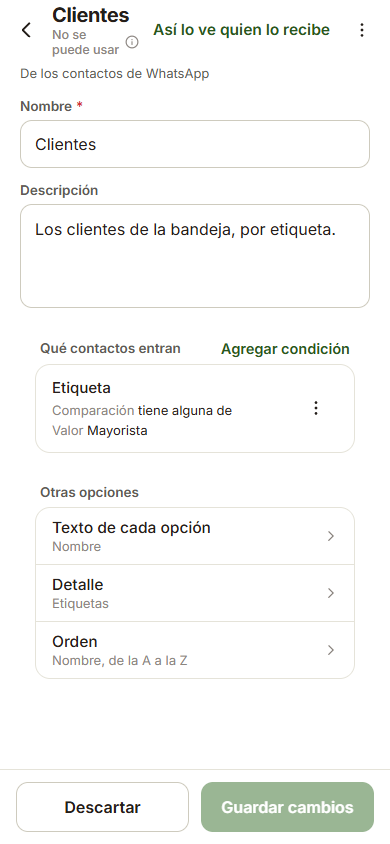 Clientes
No se
puede usar
Así lo ve quien lo recibe
De los contactos de WhatsApp
Nombre *
Clientes
Descripción
Los clientes de la bandeja, por etiqueta.
Qué contactos entran
Agregar condición
Etiqueta
Comparación tiene alguna de
Valor Mayorista
Otras opciones
Texto de cada opción
Nombre
Detalle
Etiquetas
Orden
Nombre, de la A a la Z
Descartar
Guardar cambios